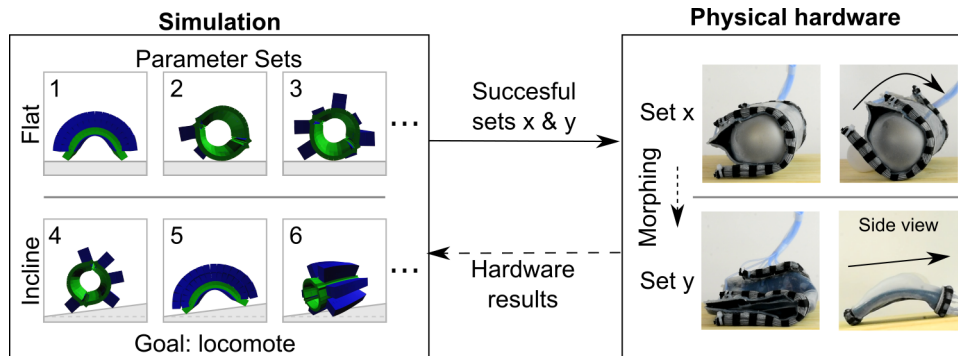 Simulation
Parameter Sets
Flat
1
2
3
...
Incline
4
5
6
...
Goal: locomote
Succesful
sets x & y
Hardware
results
Physical hardware
Set x
Morphing
Set y
Side view